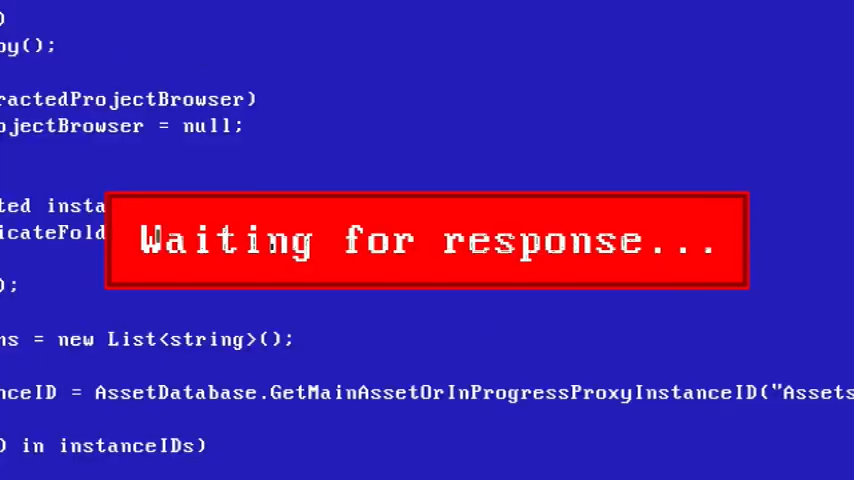 )
py();
ractedProjectBrowser)
ojectBrowser = null;
ted insta
icateFold
Waiting for response...
);
ns = new List<string>();
nceID = AssetDatabase.GetMainAssetOrInProgressProxyInstanceID("Assets
D in instanceIDs)